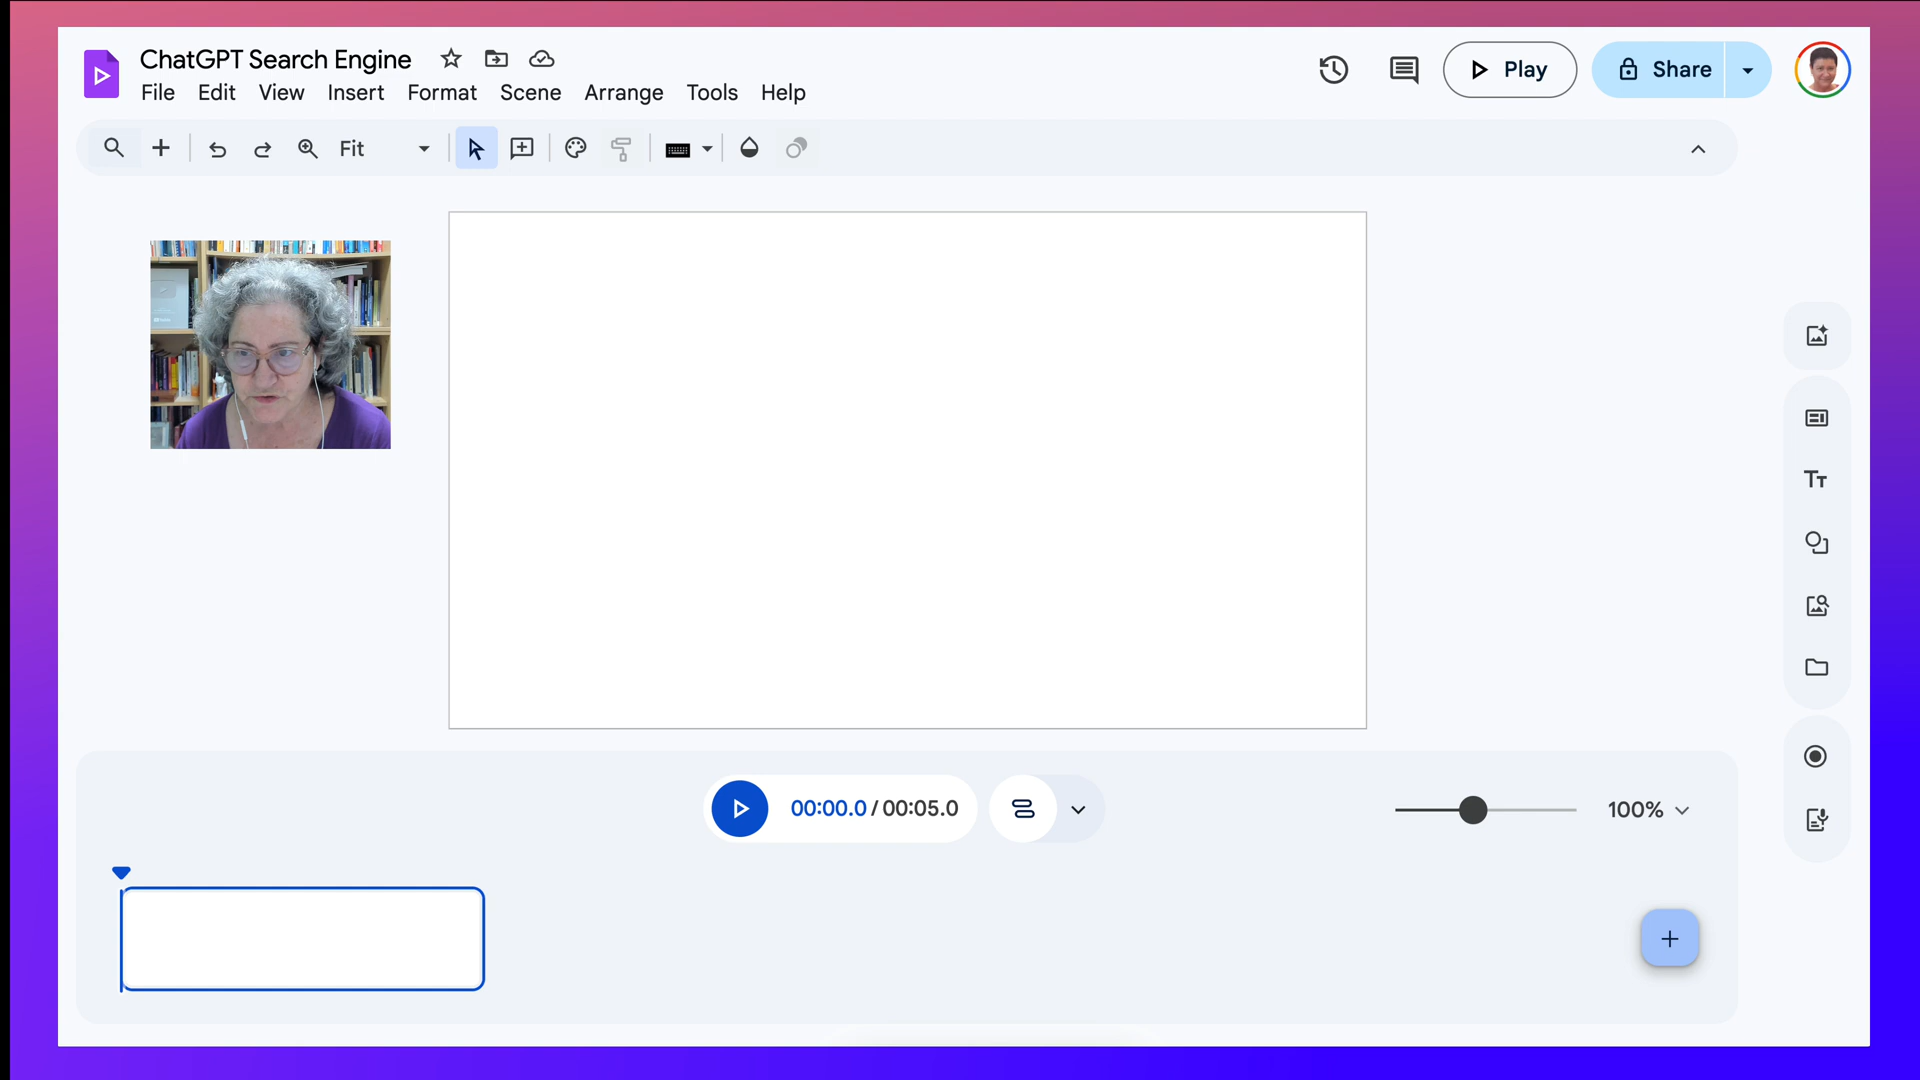 ChatGPT Search Engine
File Edit View Insert Format Scene Arrange Tools Help
Play
Share
Fit
00:00.0 / 00:05.0
100%